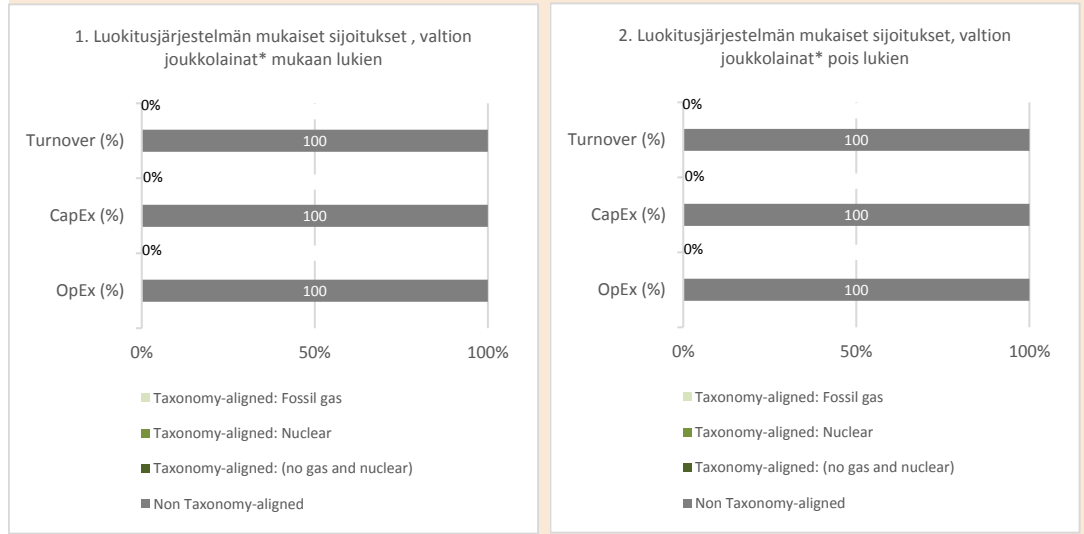 1. Luokitusjärjestelmän mukaiset sijoitukset , valtion
joukkolainat* mukaan lukien
0%
Turnover (%)
100
0%
CapEx (%)
100
0%
OpEx (%)
100
0%
50%
100%
Taxonomy-aligned: Fossil gas
Taxonomy-aligned: Nuclear
Taxonomy-aligned: (no gas and nuclear)
Non Taxonomy-aligned
2. Luokitusjärjestelmän mukaiset sijoitukset, valtion
joukkolainat* pois lukien
0%
Turnover (%)
100
0%
CapEx (%)
100
0%
OpEx (%)
100
0%
50%
100%
Taxonomy-aligned: Fossil gas
Taxonomy-aligned: Nuclear
Taxonomy-aligned: (no gas and nuclear)
Non Taxonomy-aligned